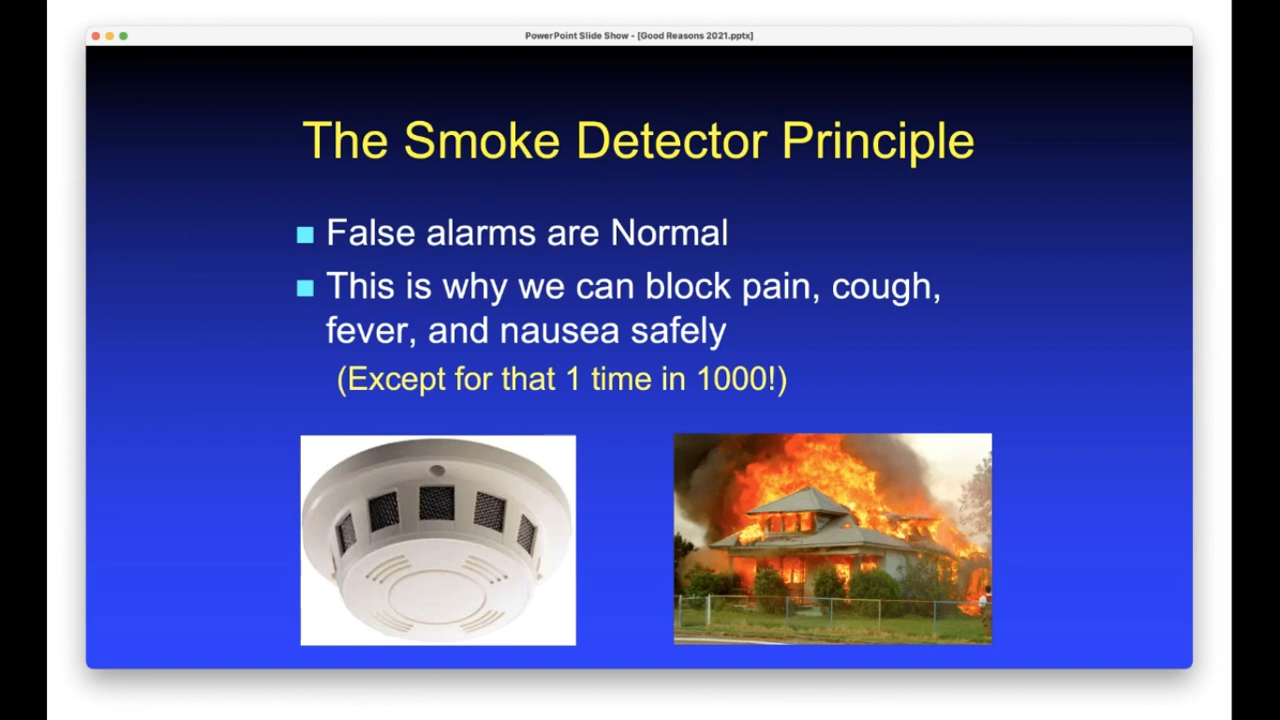 PowerPoint Slide Show - [Good Reasons 2021.pptx]
The Smoke Detector Principle
False alarms are Normal
This is why we can block pain, cough,
fever, and nausea safely
(Except for that 1 time in 1000!)